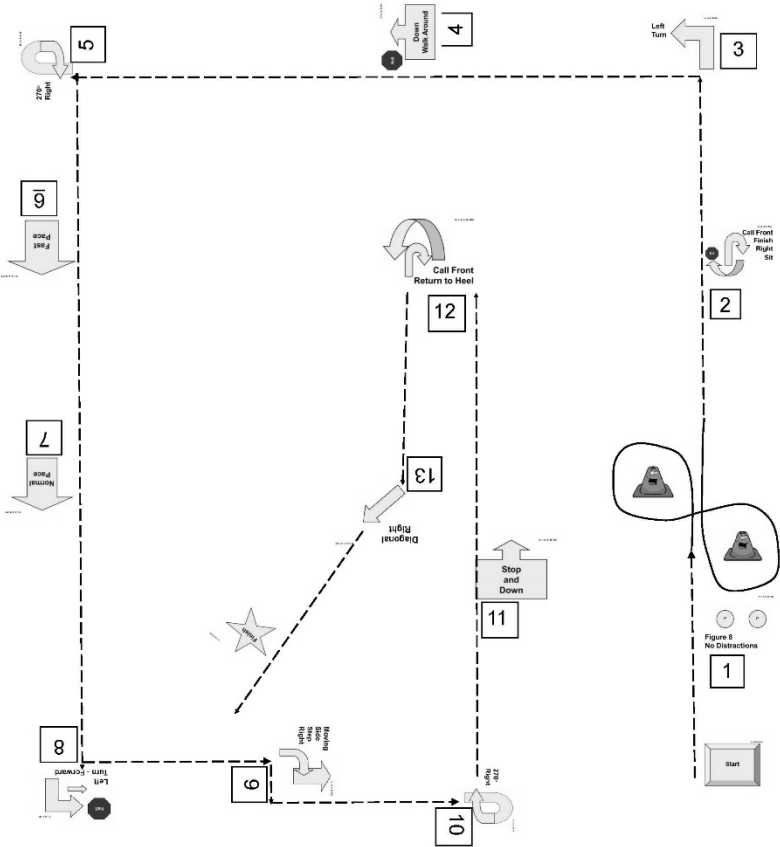 Start
1
Figure 8
No Distractions
2
Call Front
Finish
Right
Sit
3
Left
Turn
4
Down
Walk Around
5
270°
Right
6
Fast
Pace
7
Normal
Pace
8
Left
Turn - Forward
9
Moving
Side
Step
Right
10
270°
Right
11
Stop
and
Down
12
Call Front
Return to Heel
13
Diagonal
Right
Finish